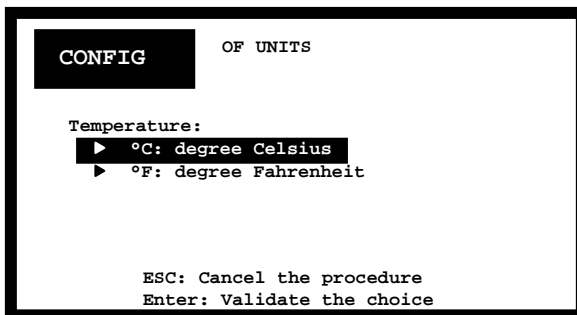 CONFIG OF UNITS
Temperature:
▶ °C: degree Celsius
▶ °F: degree Fahrenheit
ESC: Cancel the procedure
Enter: Validate the choice